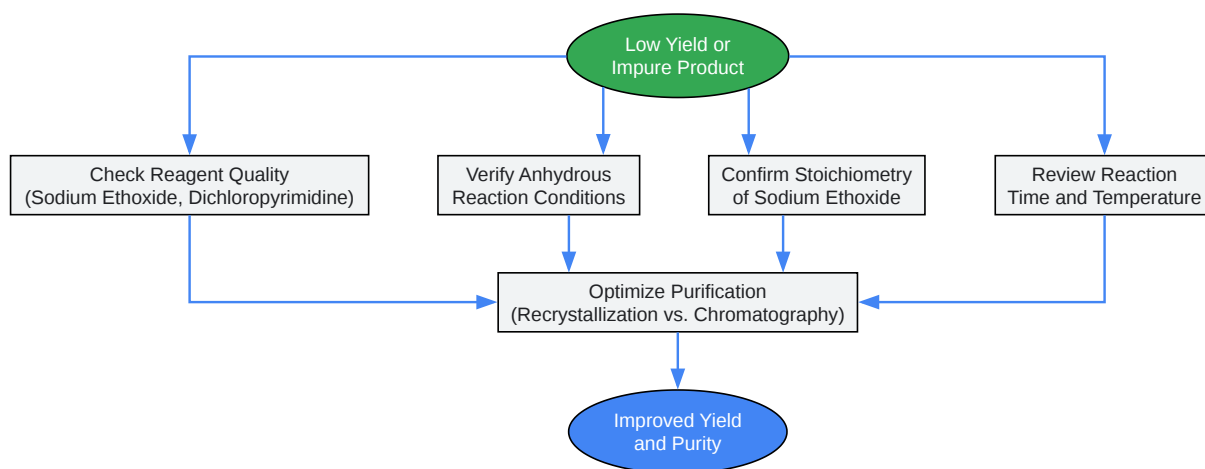 Low Yield or
Impure Product
Check Reagent Quality
(Sodium Ethoxide, Dichloropyrimidine)
Verify Anhydrous
Reaction Conditions
Confirm Stoichiometry
of Sodium Ethoxide
Review Reaction
Time and Temperature
Optimize Purification
(Recrystallization vs. Chromatography)
Improved Yield
and Purity